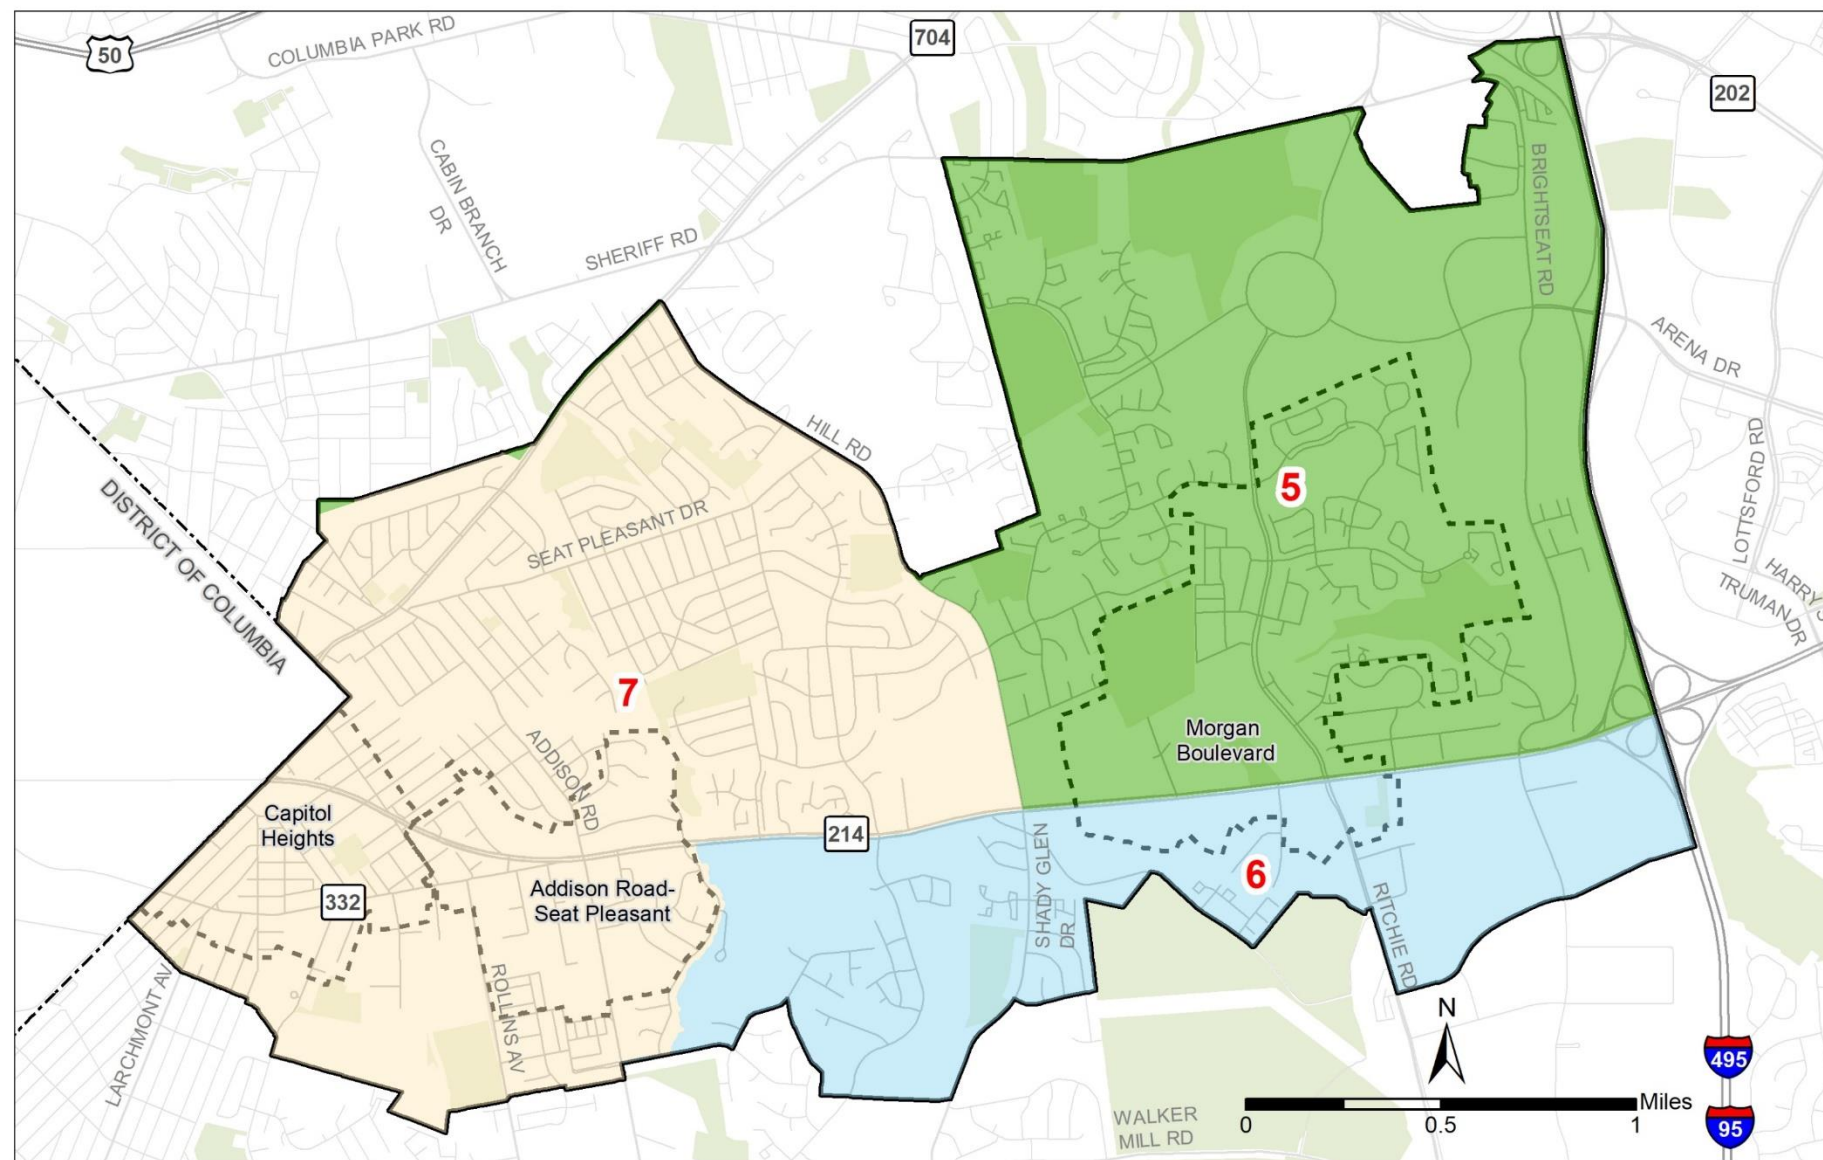 50
COLUMBIA PARK RD
704
202
CABIN BRANCH
DR
BRIGHTSEAT RD
SHERIFF RD
ARENA DR
HILL RD
LOTTSFORD RD
5
SEAT PLEASANT DR
DISTRICT OF COLUMBIA
HARRY S
TRUMAN DR
7
ADDISON RD
Morgan
Boulevard
Capitol
Heights
214
SHADY GLEN
DR
6
332
Addison Road-
Seat Pleasant
RITCHIE RD
LARCHMONT AV
ROLLINS AV
N
495
95
Miles
0
0.5
1
WALKER
MILL RD